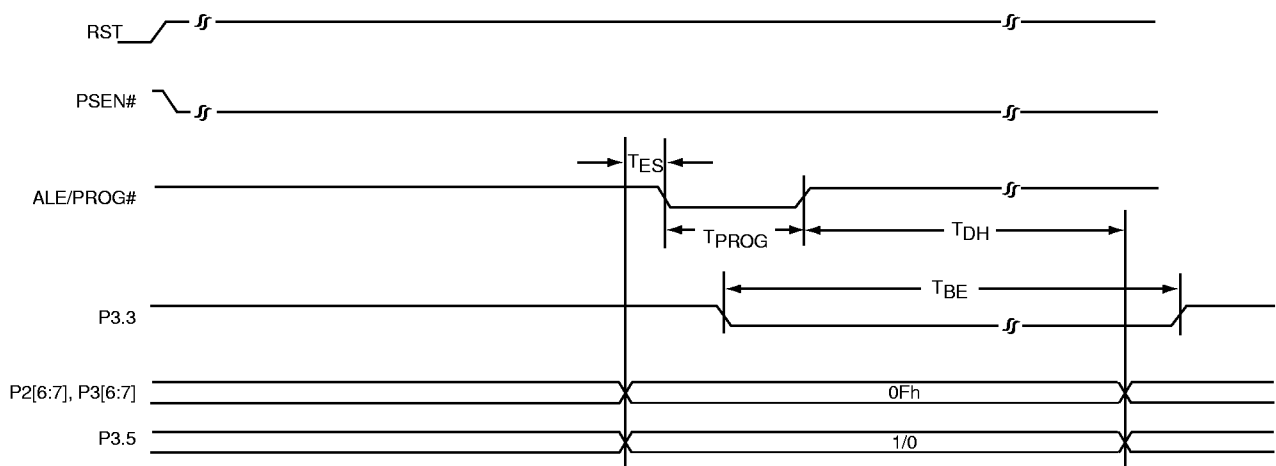 RST
PSEN#
TES
ALE/PROG#
TPROG
TDH
TBE
P3.3
P2[6:7], P3[6:7]
0Fh
P3.5
1/0